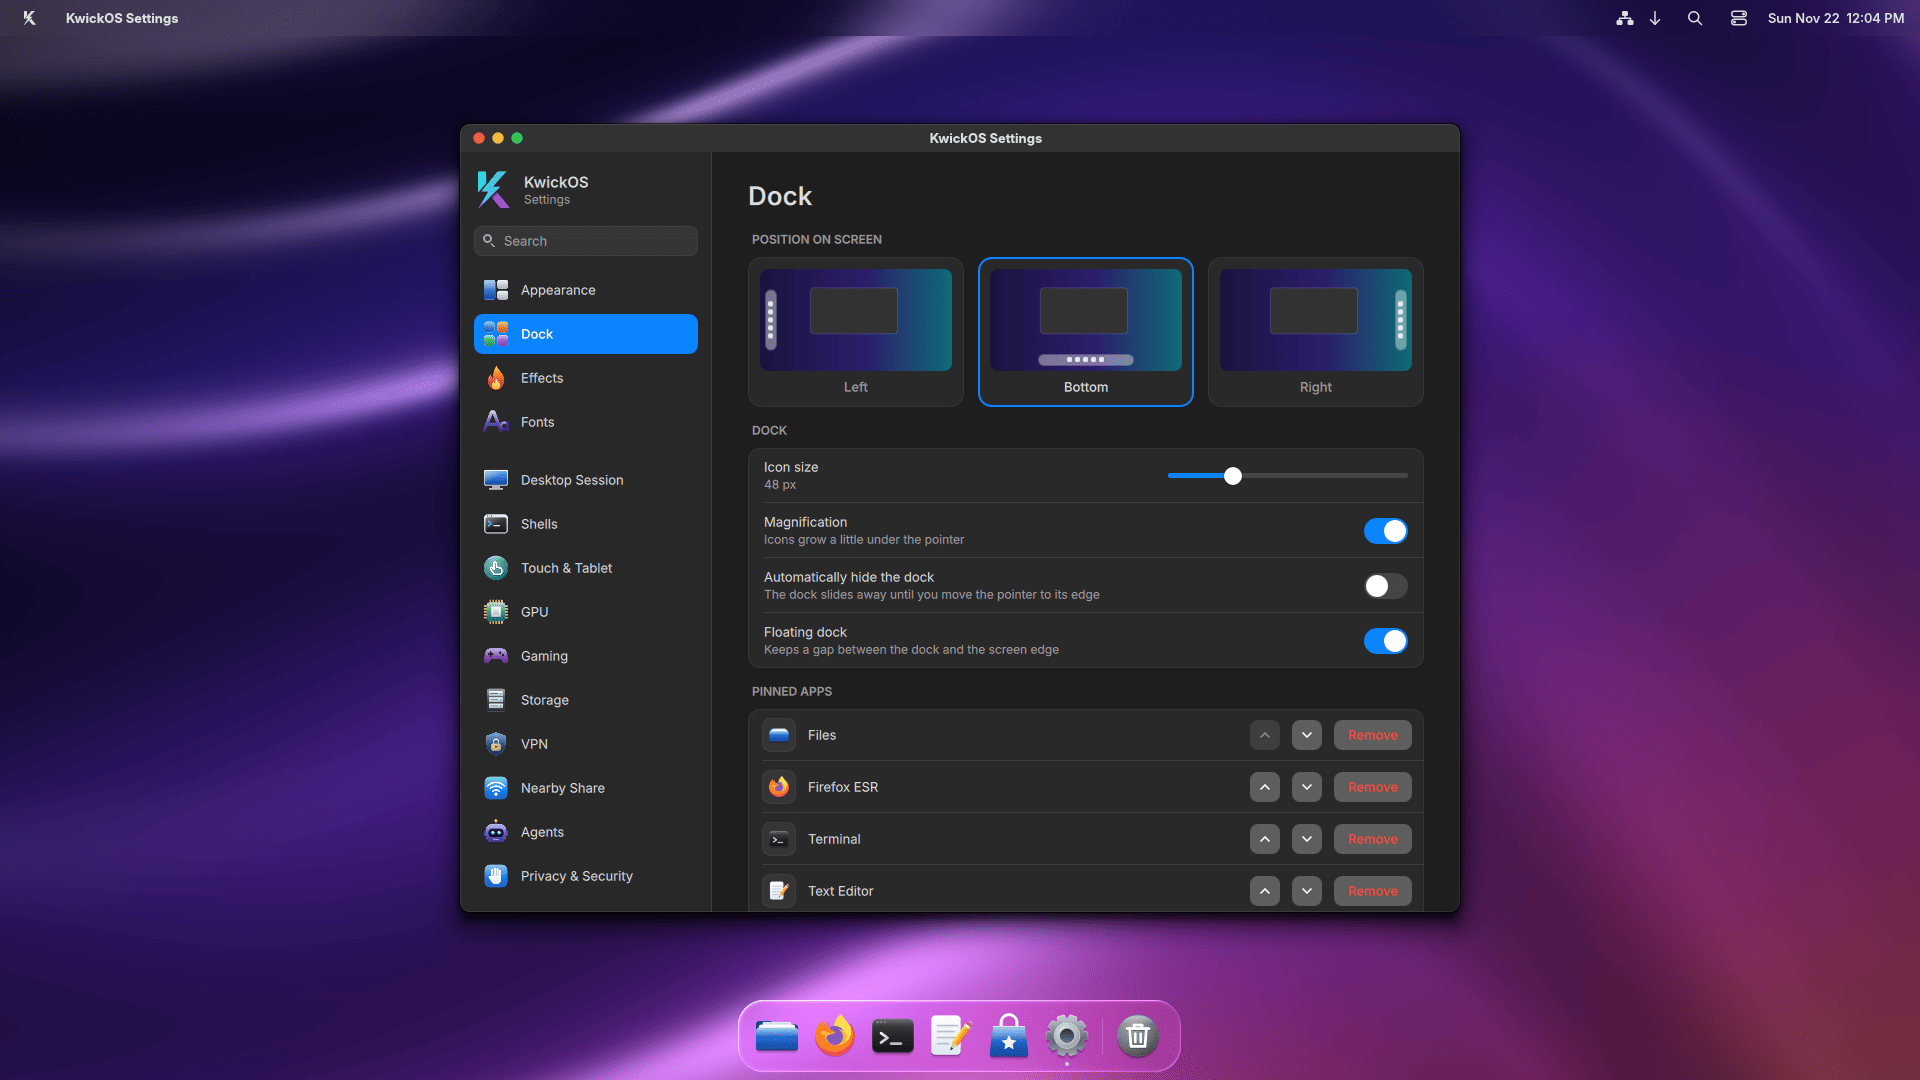 KwickOS Settings
Sun Nov 22 12:04 PM
KwickOS Settings
KwickOS
Settings
Search
Appearance
Dock
Effects
Fonts
Desktop Session
Shells
Touch & Tablet
GPU
Gaming
Storage
VPN
Nearby Share
Agents
Privacy & Security
Dock
POSITION ON SCREEN
Left
Bottom
Right
DOCK
Icon size
48 px
Magnification
Icons grow a little under the pointer
Automatically hide the dock
The dock slides away until you move the pointer to its edge
Floating dock
Keeps a gap between the dock and the screen edge
PINNED APPS
Files
Remove
Firefox ESR
Remove
Terminal
Remove
Text Editor
Remove